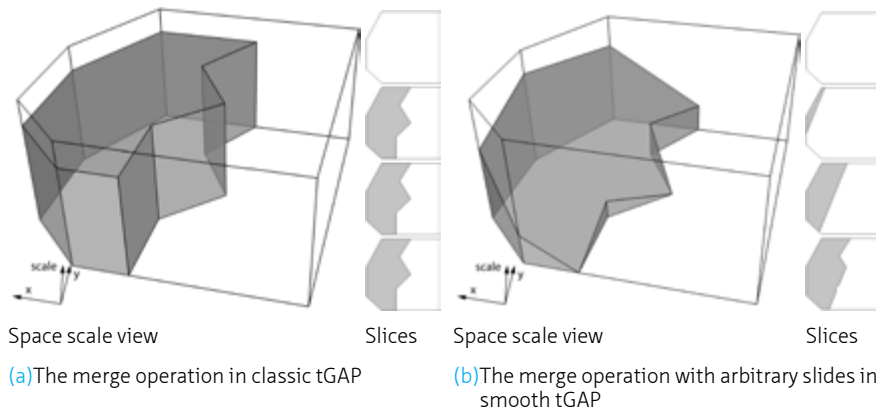 scale
y
x
scale
y
x
Space scale view
Slices
Space scale view
Slices
(a)The merge operation in classic tGAP
(b)The merge operation with arbitrary slides in
smooth tGAP